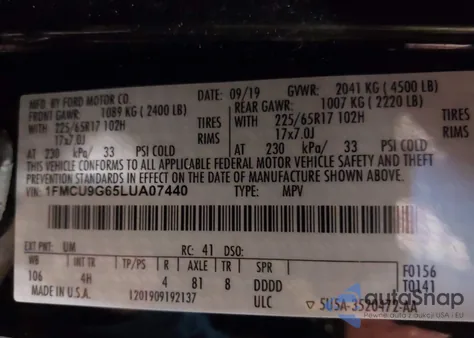 MFD. BY FORD MOTOR CO. DATE: 09/19 GVWR: 2041 KG (4500 LB)
FRONT GAWR: 1089 KG (2400 LB) REAR GAWR: 1007 KG (2220 LB)
WITH 225/65R17 102H TIRES WITH 225/65R17 102H TIRES
17x7.0J RIMS 17x7.0J RIMS
AT 230 kPa/ 33 PSI COLD AT 230 kPa/ 33 PSI COLD
THIS VEHICLE CONFORMS TO ALL APPLICABLE FEDERAL MOTOR VEHICLE SAFETY AND THEFT
PREVENTION STANDARDS IN EFFECT ON THE DATE OF MANUFACTURE SHOWN ABOVE.
VIN: 1FMCU9G65LUA07440 TYPE: MPV
EXT PNT: UM RC: 41 DSO:
WB INT TR TP/PS R AXLE TR SPR F0156
106 4H 4 81 8 DDDD T0141
MADE IN U.S.A. 1201909192137 ULC 5U5A-3520472-AA
autoSnap